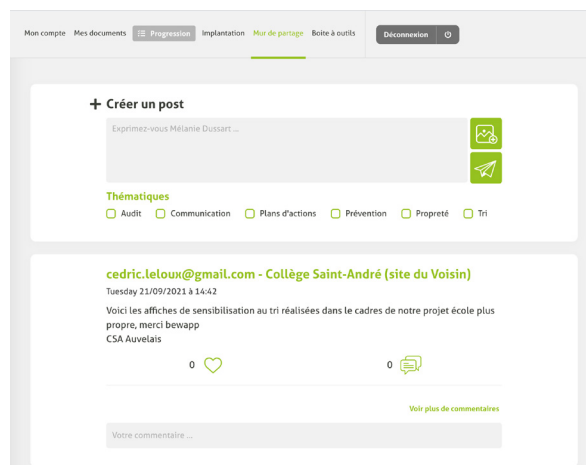 Mon compte Mes documents Progression Implantation Mur de partage Boite à outils Déconnexion
Créer un post
Exprimez-vous Mélanie Dussart ...
Thématiques
Audit Communication Plans d'actions Prévention Propreté Tri
cedric.leloux@gmail.com - Collège Saint-André (site du Voisin)
Tuesday 21/09/2021 à 14:42
Voici les affiches de sensibilisation au tri réalisées dans le cadres de notre projet école plus
propre, merci bewapp
CSA Auvelais
0 0
Voir plus de commentaires
Votre commentaire ...